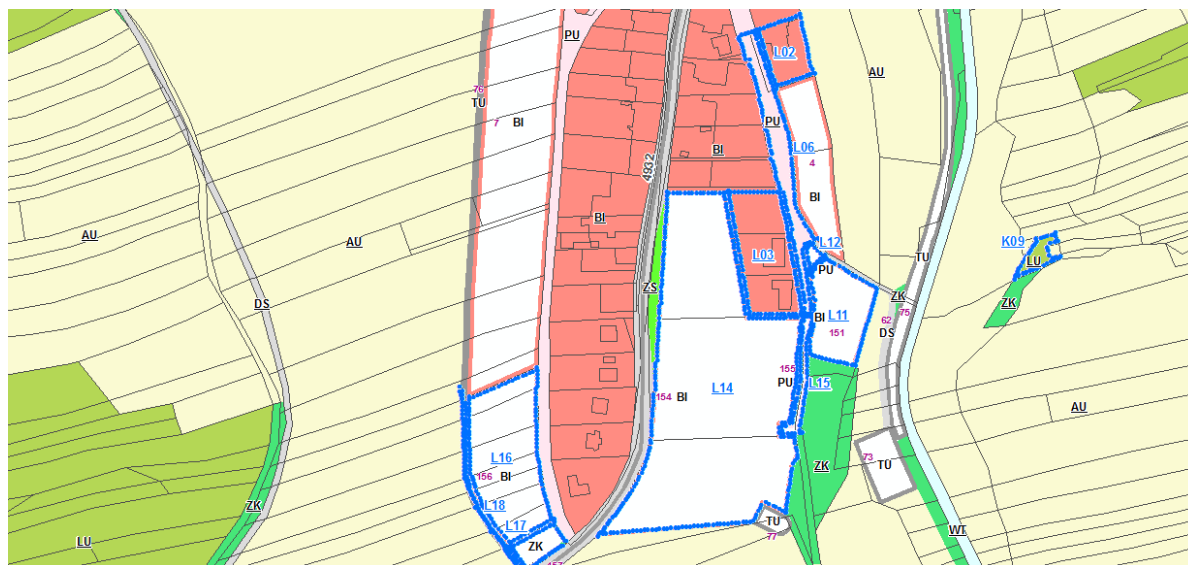 PU
L02
AU
76
TU
7
BI
PU
4932
BI
L06
4
BI
AU
AU
BI
L03
L12
PU
K09
LU
TU
ZK
ZS
DS
BI
L11
151
62
75
DS
ZK
155
PU
L15
154
BI
L14
AU
L16
156
BI
ZK
73
TU
L18
L17
ZK
TU
77
WT
ZK
LU